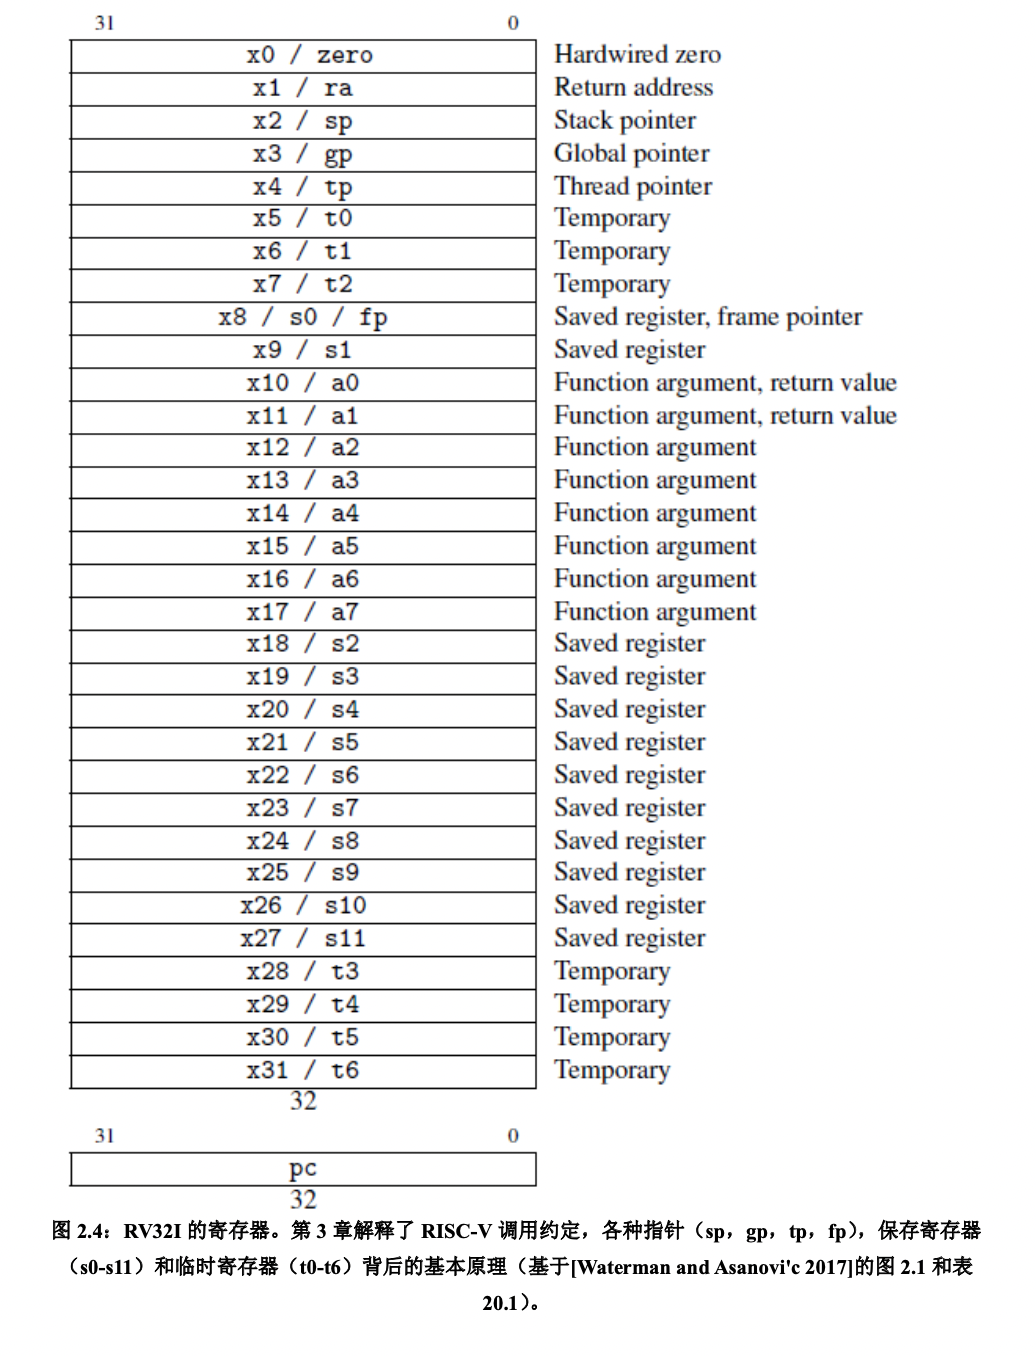 31 0
x0 / zero Hardwired zero
x1 / ra Return address
x2 / sp Stack pointer
x3 / gp Global pointer
x4 / tp Thread pointer
x5 / t0 Temporary
x6 / t1 Temporary
x7 / t2 Temporary
x8 / s0 / fp Saved register, frame pointer
x9 / s1 Saved register
x10 / a0 Function argument, return value
x11 / a1 Function argument, return value
x12 / a2 Function argument
x13 / a3 Function argument
x14 / a4 Function argument
x15 / a5 Function argument
x16 / a6 Function argument
x17 / a7 Function argument
x18 / s2 Saved register
x19 / s3 Saved register
x20 / s4 Saved register
x21 / s5 Saved register
x22 / s6 Saved register
x23 / s7 Saved register
x24 / s8 Saved register
x25 / s9 Saved register
x26 / s10 Saved register
x27 / s11 Saved register
x28 / t3 Temporary
x29 / t4 Temporary
x30 / t5 Temporary
x31 / t6 Temporary
32
31 0
pc
32
图 2.4：RV32I 的寄存器。第 3 章解释了 RISC-V 调用约定，各种指针（sp，gp，tp，fp），保存寄存器
（s0-s11）和临时寄存器（t0-t6）背后的基本原理（基于[Waterman and Asanovi'c 2017]的图 2.1 和表
20.1）。